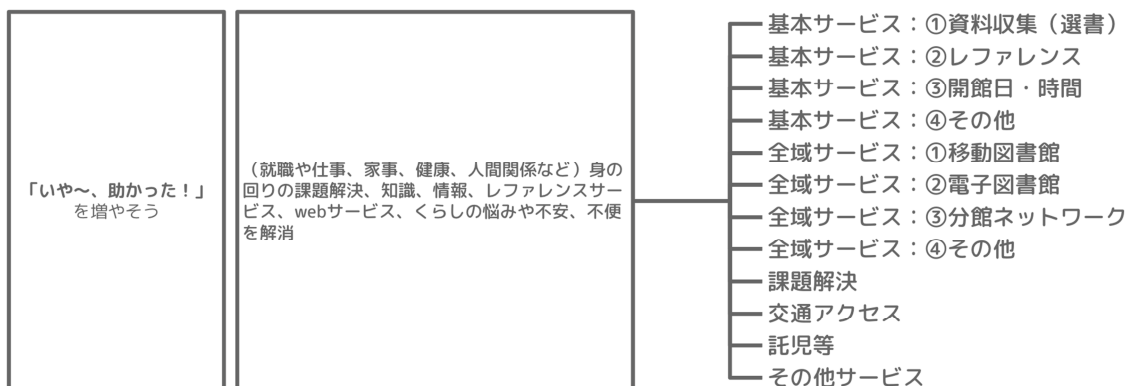 「いや〜、助かった！」
を増やそう
（就職や仕事、家事、健康、人間関係など）身の
回りの課題解決、知識、情報、レファレンスサー
ビス、webサービス、くらしの悩みや不安、不便
を解消
基本サービス：①資料収集（選書）
基本サービス：②レファレンス
基本サービス：③開館日・時間
基本サービス：④その他
全域サービス：①移動図書館
全域サービス：②電子図書館
全域サービス：③分館ネットワーク
全域サービス：④その他
課題解決
交通アクセス
託児等
その他サービス